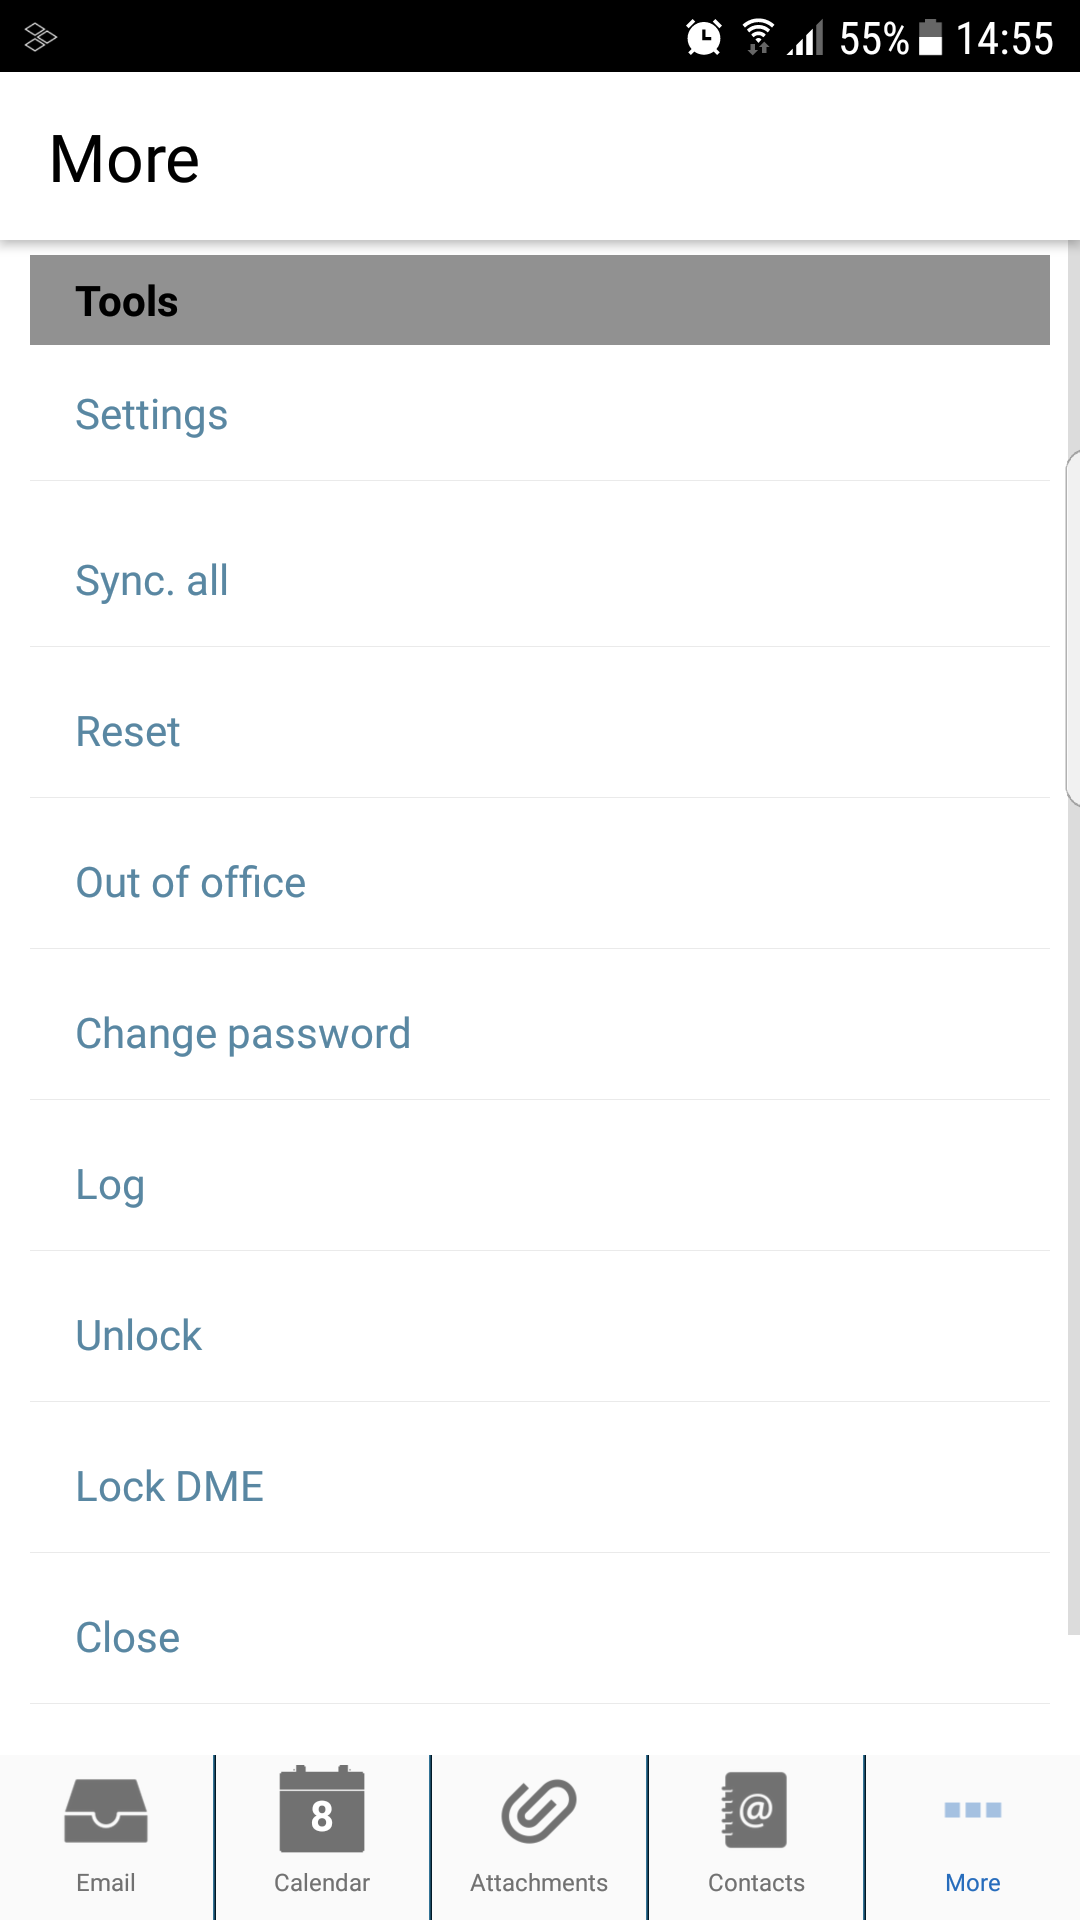 55% 14:55
More
Tools
Settings
Sync. all
Reset
Out of office
Change password
Log
Unlock
Lock DME
Close
8
@
Email Calendar Attachments Contacts More